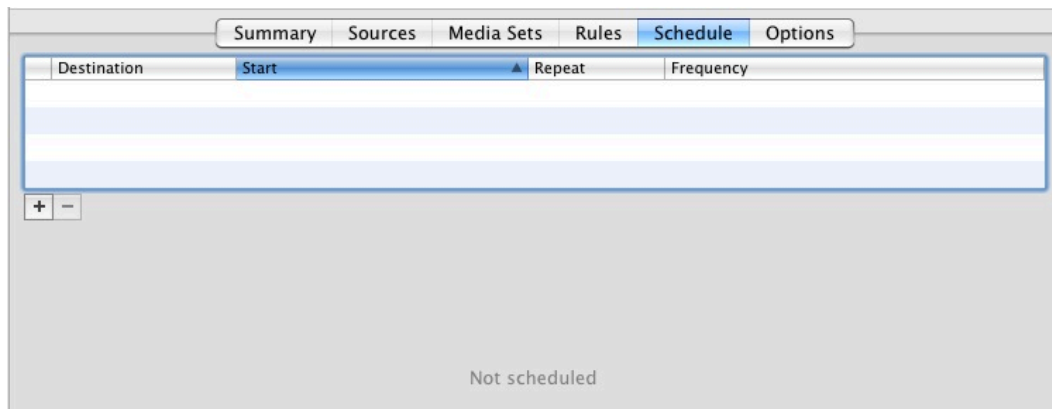 Summary Sources Media Sets Rules Schedule Options
Destination Start Repeat Frequency
+ −
Not scheduled